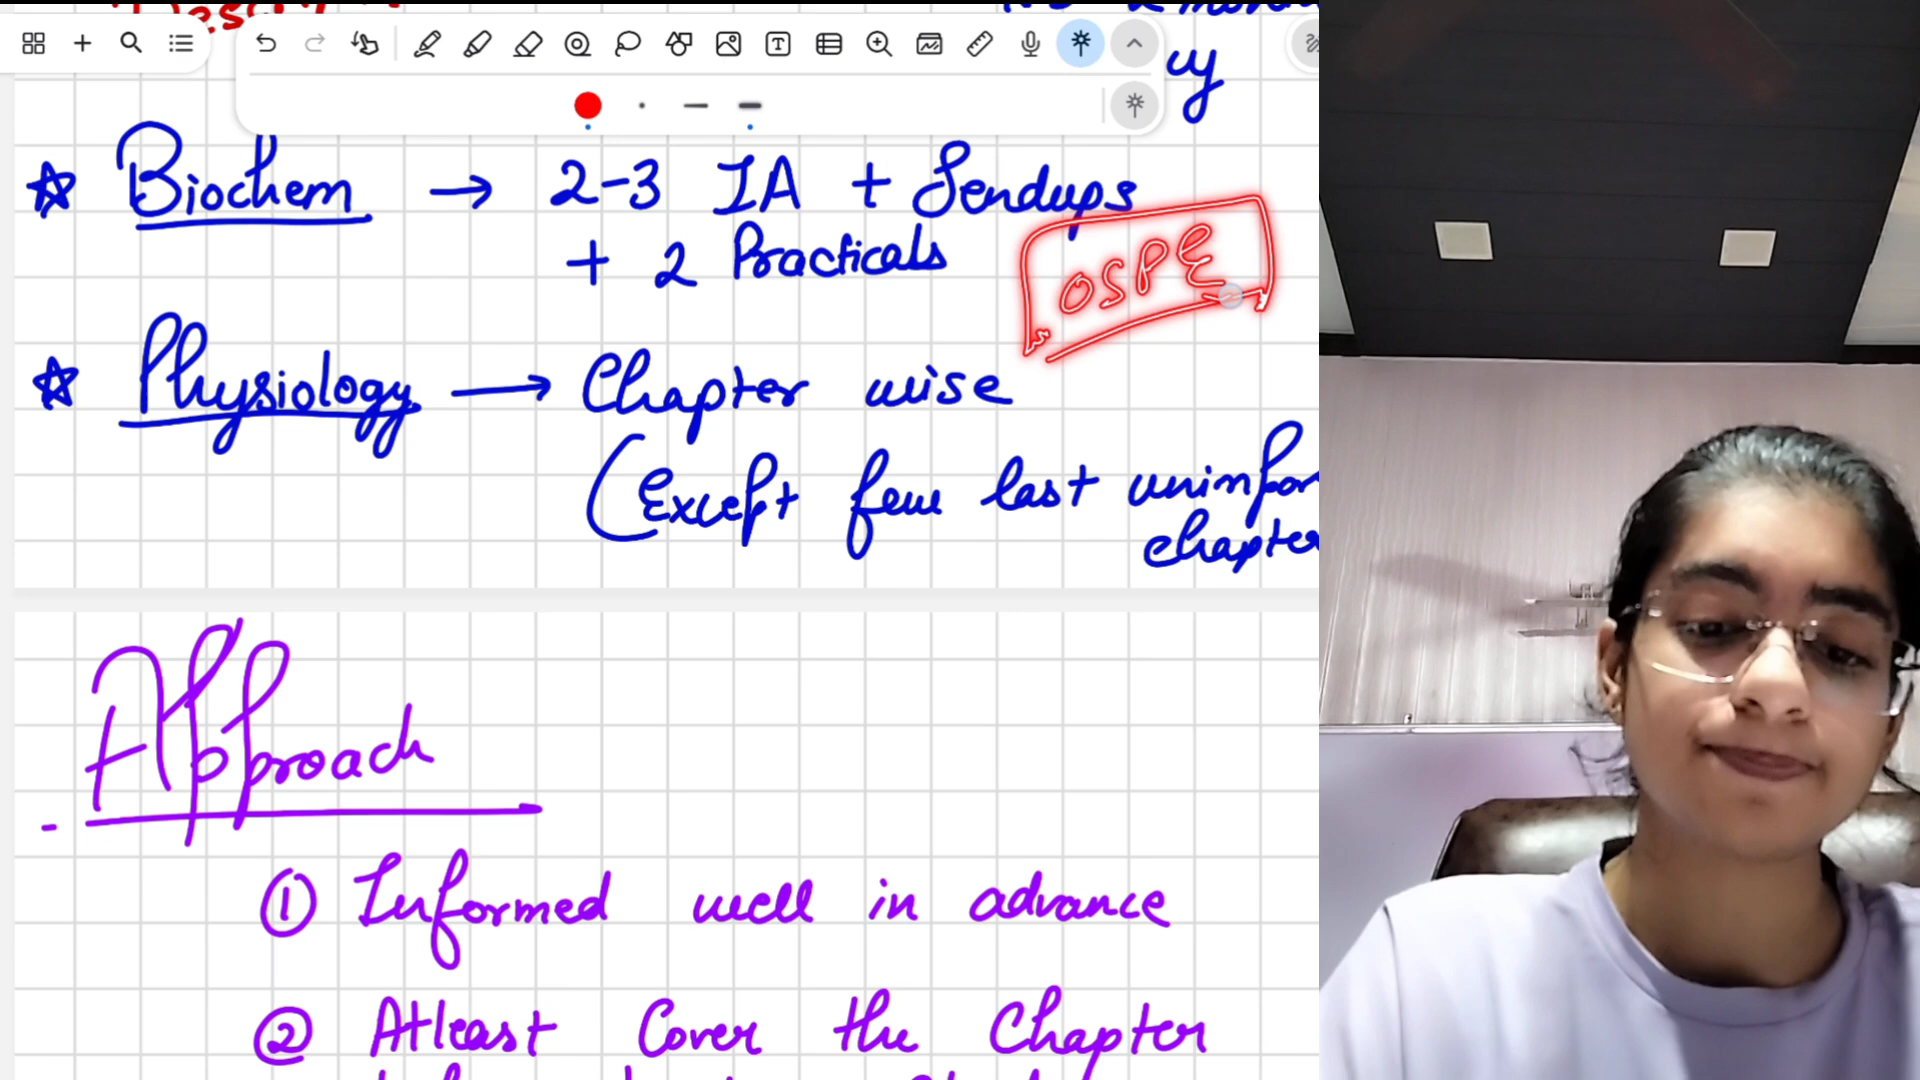 ☆ Biochem → 2-3 IA + Sendups
+ 2 Practicals
OSPE
☆ Physiology → Chapter wise
(Except few last unimpor
chapter
Approach
① Informed well in advance
② Atleast Cover the Chapter